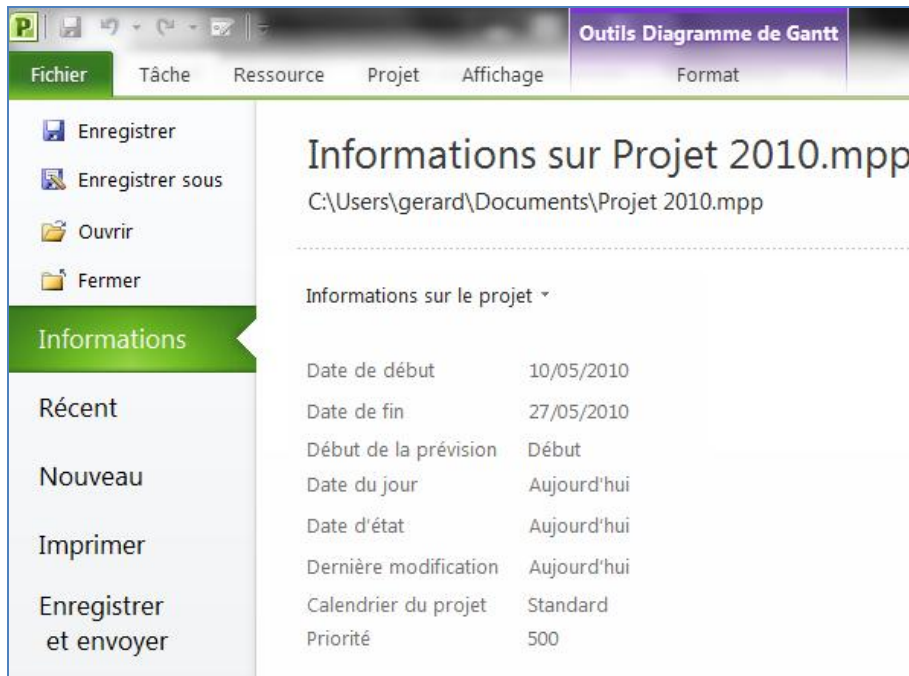 P
Outils Diagramme de Gantt
Fichier Tâche Ressource Projet Affichage Format
Enregistrer
Enregistrer sous
Ouvrir
Fermer
Informations
Récent
Nouveau
Imprimer
Enregistrer
et envoyer
Informations sur Projet 2010.mpp
C:\Users\gerard\Documents\Projet 2010.mpp
Informations sur le projet
Date de début 10/05/2010
Date de fin 27/05/2010
Début de la prévision Début
Date du jour Aujourd'hui
Date d'état Aujourd'hui
Dernière modification Aujourd'hui
Calendrier du projet Standard
Priorité 500